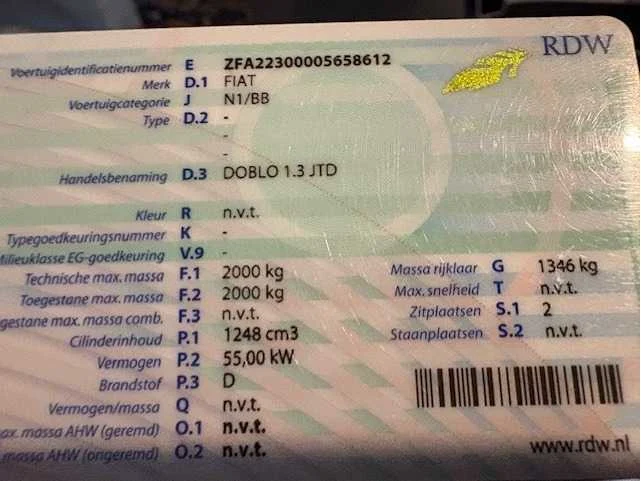 RDW
Voertuigidentificatienummer E ZFA22300005658612
Merk D.1 FIAT
Voertuigcategorie J N1/BB
Type D.2 -
-
-
Handelsbenaming D.3 DOBLO 1.3 JTD
Kleur R n.v.t.
Typegoedkeuringsnummer K -
Milieuklasse EG-goedkeuring V.9 -
Technische max. massa F.1 2000 kg Massa rijklaar G 1346 kg
Toegestane max. massa F.2 2000 kg Max. snelheid T n.v.t.
gestane max. massa comb. F.3 n.v.t. Zitplaatsen S.1 2
Cilinderinhoud P.1 1248 cm3 Staanplaatsen S.2 n.v.t.
Vermogen P.2 55,00 kW
Brandstof P.3 D
Vermogen/massa Q n.v.t.
ax. massa AHW (geremd) O.1 n.v.t.
massa AHW (ongeremd) O.2 n.v.t.
www.rdw.nl